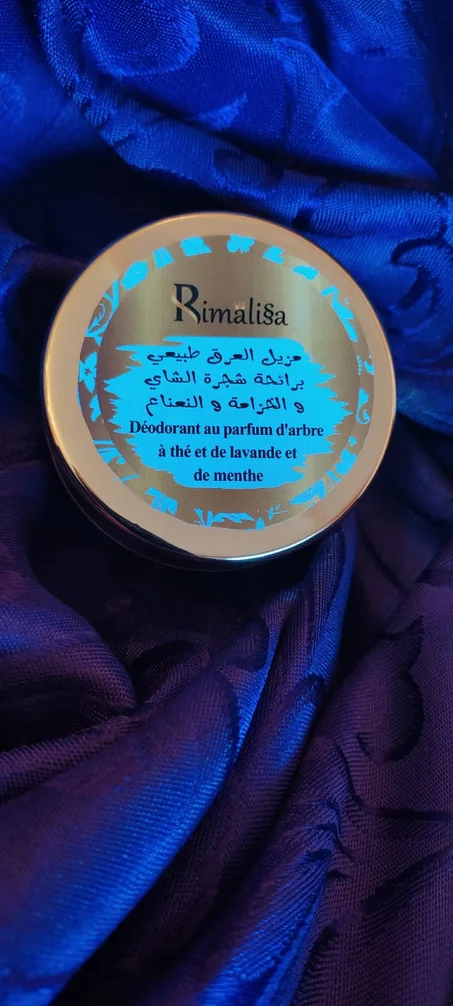 Rimalissa
مزيل العرق طبيعي
برائحة شجرة الشاي
و الخزامة و النعناع
Déodorant au parfum d'arbre
à thé et de lavande et
de menthe